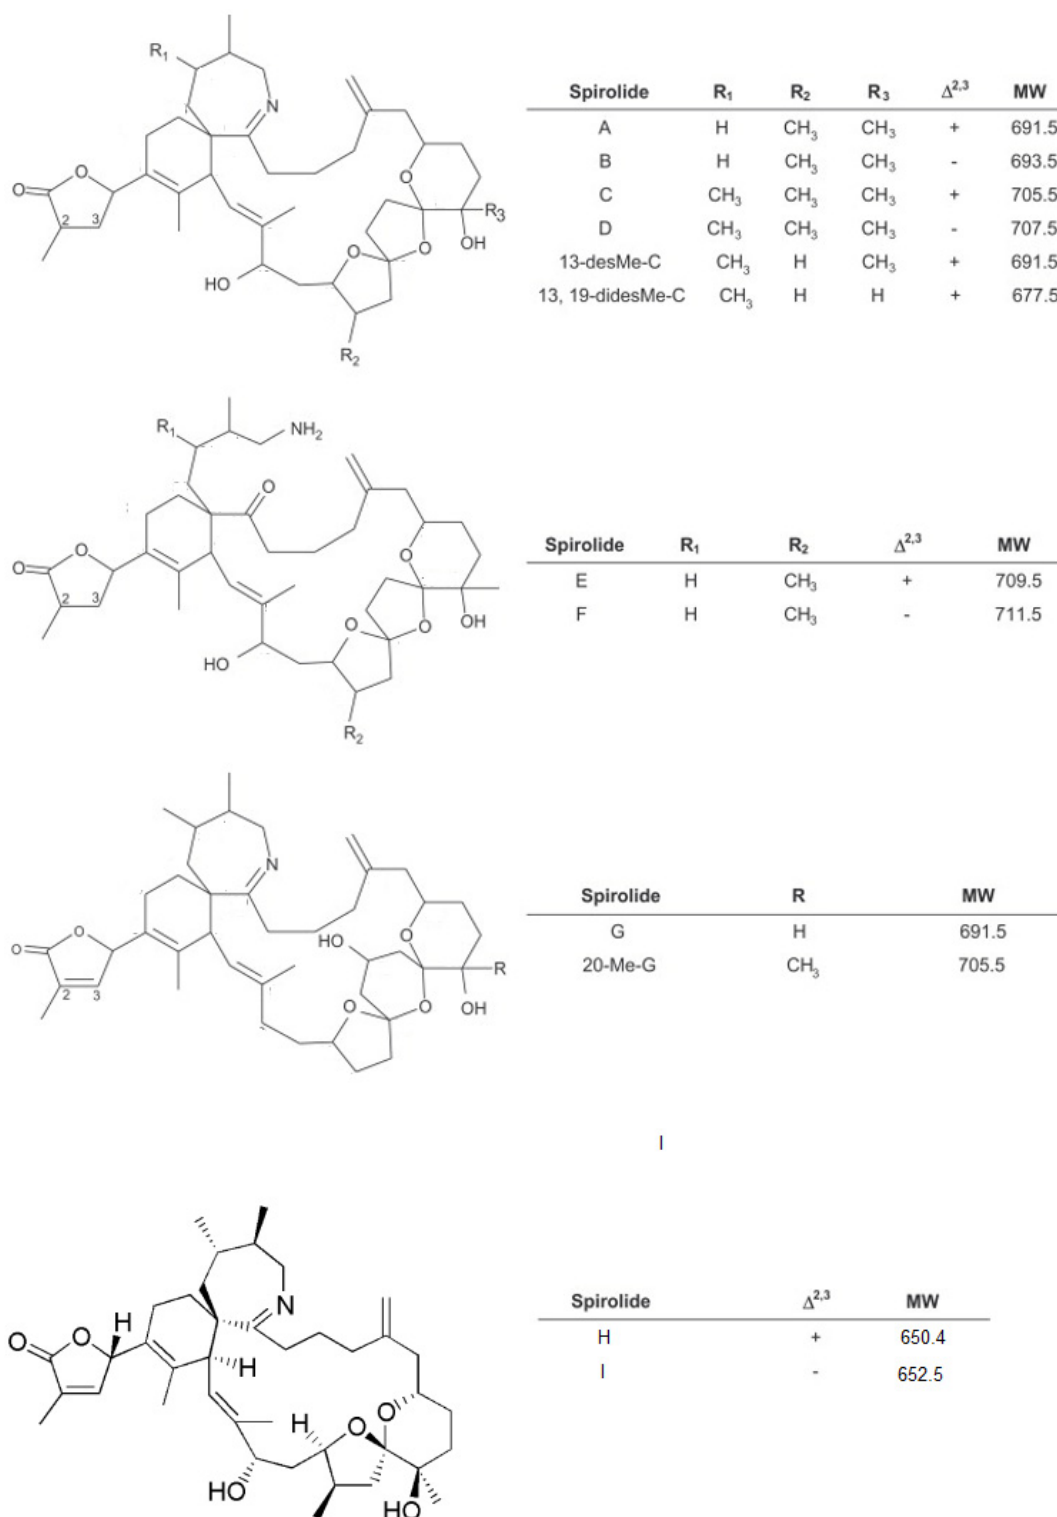 R1
N
O
O
2
3
O
R3
OH
O
O
HO
R2
Spirolide R1 R2 R3 Δ2,3 MW
A H CH3 CH3 + 691.5
B H CH3 CH3 - 693.5
C CH3 CH3 CH3 + 705.5
D CH3 CH3 CH3 - 707.5
13-desMe-C CH3 H CH3 + 691.5
13, 19-didesMe-C CH3 H H + 677.5
R1
NH2
O
O
O
2
3
O
OH
O
O
HO
R2
Spirolide R1 R2 Δ2,3 MW
E H CH3 + 709.5
F H CH3 - 711.5
N
O
O
2
3
HO
O
R
OH
O
O
Spirolide R MW
G H 691.5
20-Me-G CH3 705.5
I
N
H
O
O
H
O
H
O
HO
HO
Spirolide Δ2,3 MW
H + 650.4
I - 652.5